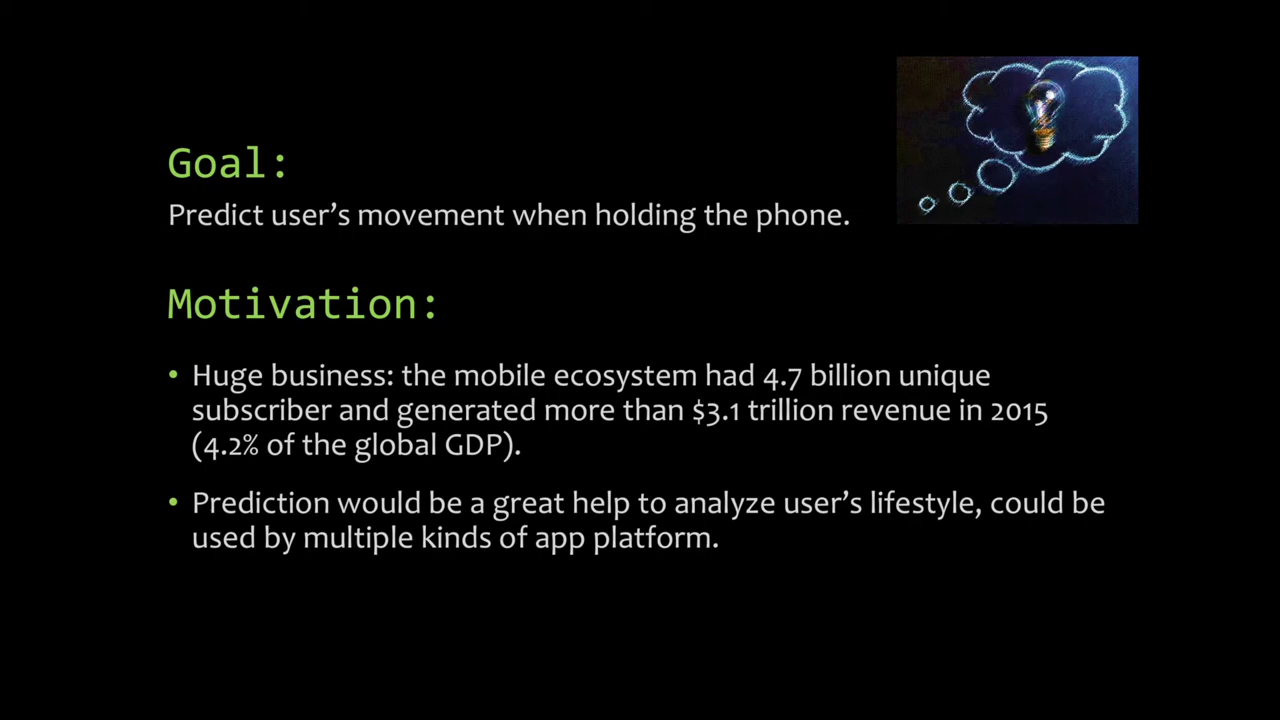 Goal:
Predict user’s movement when holding the phone.
Motivation:
• Huge business: the mobile ecosystem had 4.7 billion unique
subscriber and generated more than $3.1 trillion revenue in 2015
(4.2% of the global GDP).
• Prediction would be a great help to analyze user’s lifestyle, could be
used by multiple kinds of app platform.